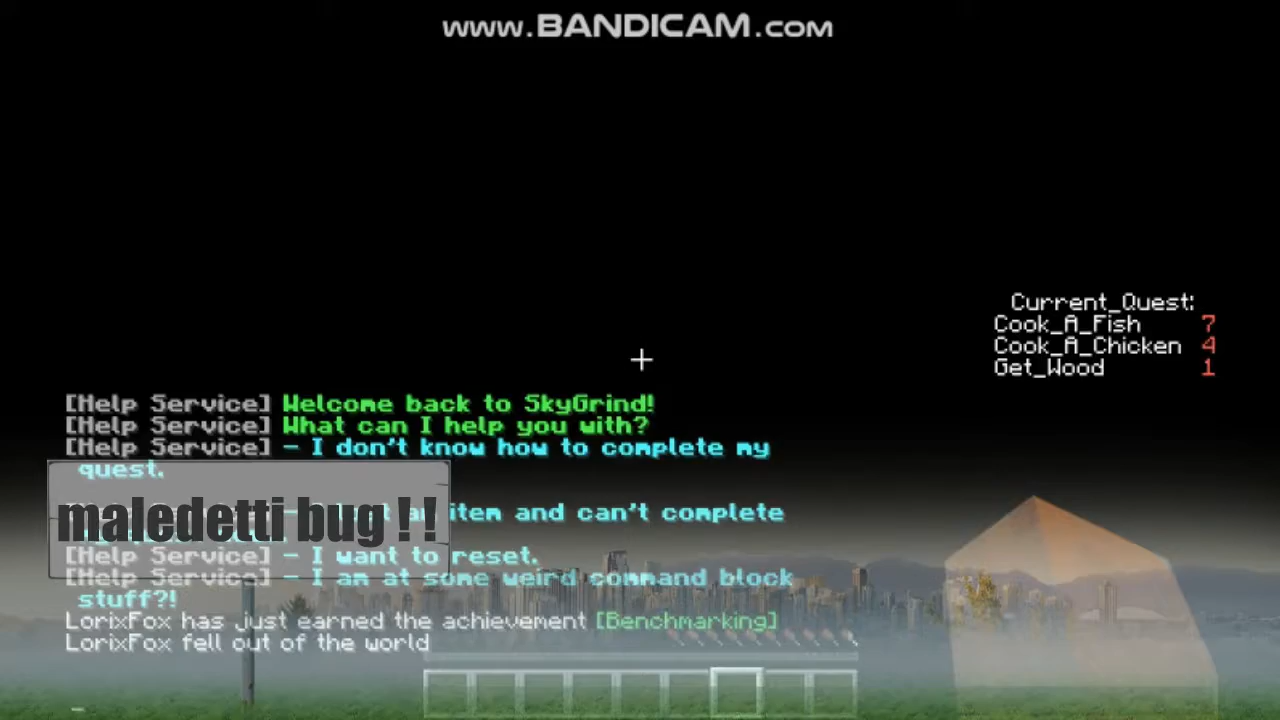 www.BANDICAM.COM
Current_Quest:
Cook_A_Fish 7
Cook_A_Chicken 4
Get_Wood 1
[Help Service] Welcome back to SkyGrind!
[Help Service] What can I help you with?
[Help Service] - I don't know how to complete my
quest.
item and can't complete
maledetti bug !!
[Help Service] - I want to reset.
[Help Service] - I am at some weird command block
stuff?!
LorixFox has just earned the achievement [Benchmarking]
LorixFox fell out of the world